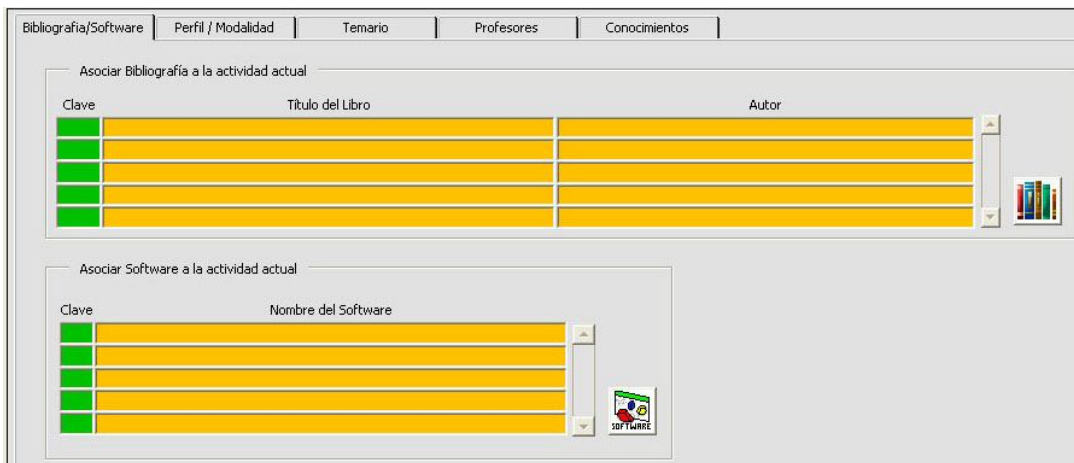 Bibliografia/Software Perfil / Modalidad Temario Profesores Conocimientos
Asociar Bibliografía a la actividad actual
Clave Título del Libro Autor
Asociar Software a la actividad actual
Clave Nombre del Software
SOFTWARE